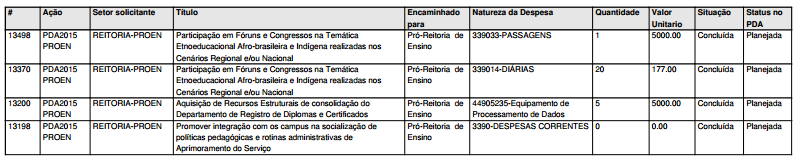 # Ação Setor solicitante Título Encaminhado para Natureza da Despesa Quantidade Valor Unitario Situação Status no PDA
13498 PDA2015 PROEN REITORIA-PROEN Participação em Fóruns e Congressos na Temática Etnoeducacional Afro-brasileira e Indígena realizadas nos Cenários Regional e/ou Nacional Pró-Reitoria de Ensino 339033-PASSAGENS 1 5000.00 Concluída Planejada
13370 PDA2015 PROEN REITORIA-PROEN Participação em Fóruns e Congressos na Temática Etnoeducacional Afro-brasileira e Indígena realizadas nos Cenários Regional e/ou Nacional Pró-Reitoria de Ensino 339014-DIÁRIAS 20 177.00 Concluída Planejada
13200 PDA2015 PROEN REITORIA-PROEN Aquisição de Recursos Estruturais de consolidação do Departamento de Registro de Diplomas e Certificados Pró-Reitoria de Ensino 44905235-Equipamento de Processamento de Dados 5 5000.00 Concluída Planejada
13198 PDA2015 PROEN REITORIA-PROEN Promover integração com os campus na socialização de políticas pedagógicas e rotinas administrativas de Aprimoramento do Serviço Pró-Reitoria de Ensino 3390-DESPESAS CORRENTES 0 0.00 Concluída Planejada